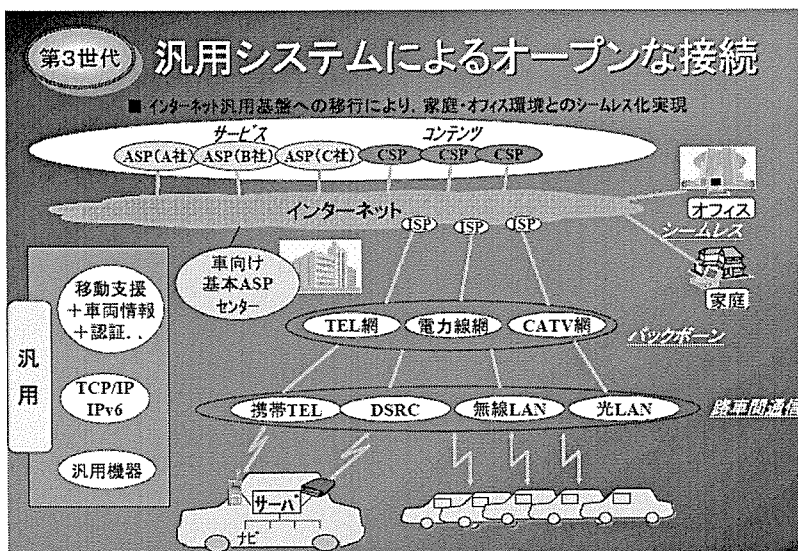 第3世代
汎用システムによるオープンな接続
■ インターネット汎用基盤への移行により、家庭・オフィス環境とのシームレス化実現
サービス
コンテンツ
ASP(A社)
ASP(B社)
ASP(C社)
CSP
CSP
CSP
インターネット
ISP
ISP
ISP
オフィス
シームレス
家庭
車向け
基本ASP
センター
汎用
移動支援
+車両情報
+認証..
TCP/IP
IPv6
汎用機器
TEL網
電力線網
CATV網
バックボーン
携帯TEL
DSRC
無線LAN
光LAN
路車間通信
サーバ
ナビ